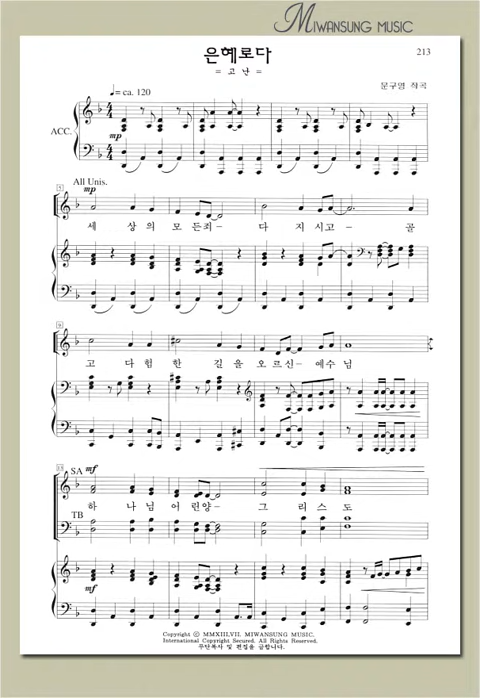 MIWANSUNG MUSIC
은혜로다
213
= 고 난 =
문구영 작곡
♩= ca. 120
ACC.
mp
All Unis.
5
mp
세 상 의 모 든 죄 - 다 지 시 고 - 골
9
고 다 험 한 길 을 오 르 신 - 예 수 님
13
SA
mf
하 나 님 어 린 양 - 그 리 스 도
TB
mf
Copyright ⓒ MMXIILVII. MIWANSUNG MUSIC.
International Copyright Secured. All Rights Reserved.
무단복사 및 편집을 금합니다.